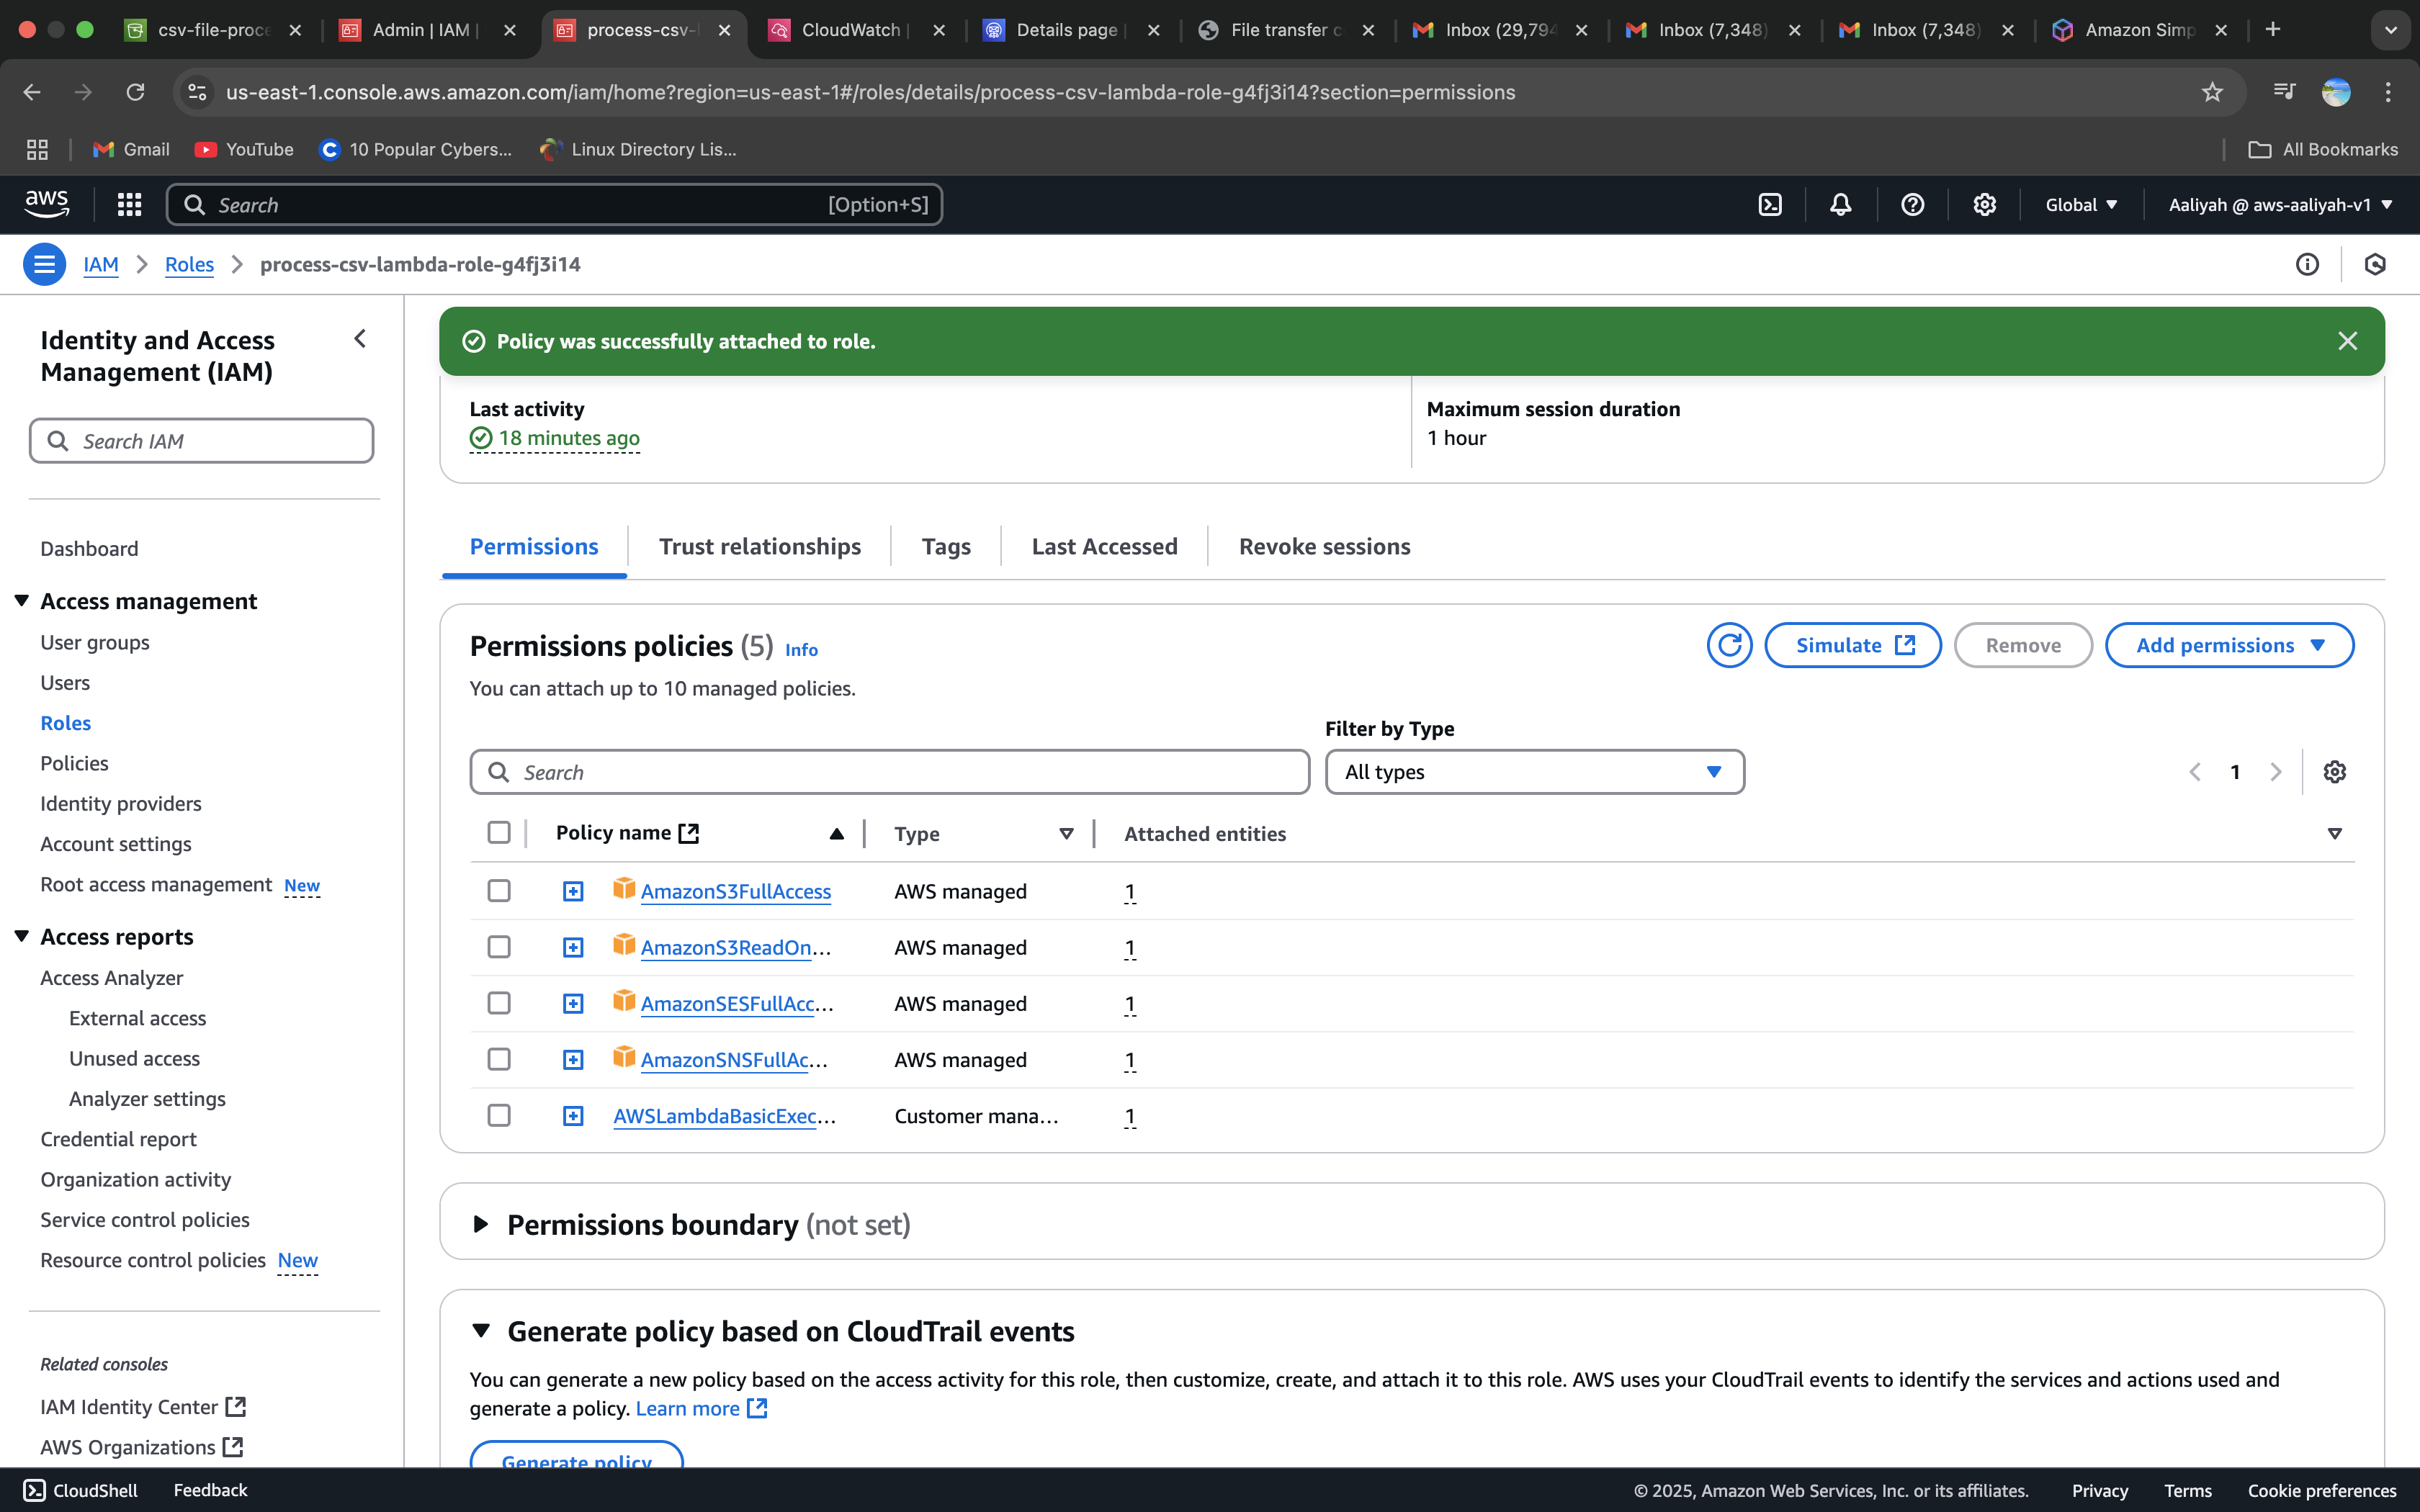 csv-file-proce
Admin | IAM |
process-csv-l
CloudWatch |
Details page |
File transfer c
Inbox (29,794
Inbox (7,348)
Inbox (7,348)
Amazon Simp
us-east-1.console.aws.amazon.com/iam/home?region=us-east-1#/roles/details/process-csv-lambda-role-g4fj3i14?section=permissions
Gmail
YouTube
10 Popular Cybers...
Linux Directory Lis...
All Bookmarks
aws
Search
[Option+S]
Global
Aaliyah @ aws-aaliyah-v1
IAM
Roles
process-csv-lambda-role-g4fj3i14
Identity and Access
Management (IAM)
Search IAM
Dashboard
Access management
User groups
Users
Roles
Policies
Identity providers
Account settings
Root access management New
Access reports
Access Analyzer
External access
Unused access
Analyzer settings
Credential report
Organization activity
Service control policies
Resource control policies New
Related consoles
IAM Identity Center
AWS Organizations
Policy was successfully attached to role.
Last activity
18 minutes ago
Maximum session duration
1 hour
Permissions
Trust relationships
Tags
Last Accessed
Revoke sessions
Permissions policies (5) Info
You can attach up to 10 managed policies.
Simulate
Remove
Add permissions
Filter by Type
Search
All types
1
Policy name
Type
Attached entities
AmazonS3FullAccess AWS managed 1
AmazonS3ReadOn... AWS managed 1
AmazonSESFullAcc... AWS managed 1
AmazonSNSFullAc... AWS managed 1
AWSLambdaBasicExec... Customer mana... 1
Permissions boundary (not set)
Generate policy based on CloudTrail events
You can generate a new policy based on the access activity for this role, then customize, create, and attach it to this role. AWS uses your CloudTrail events to identify the services and actions used and
generate a policy. Learn more
Generate policy
CloudShell
Feedback
© 2025, Amazon Web Services, Inc. or its affiliates.
Privacy
Terms
Cookie preferences